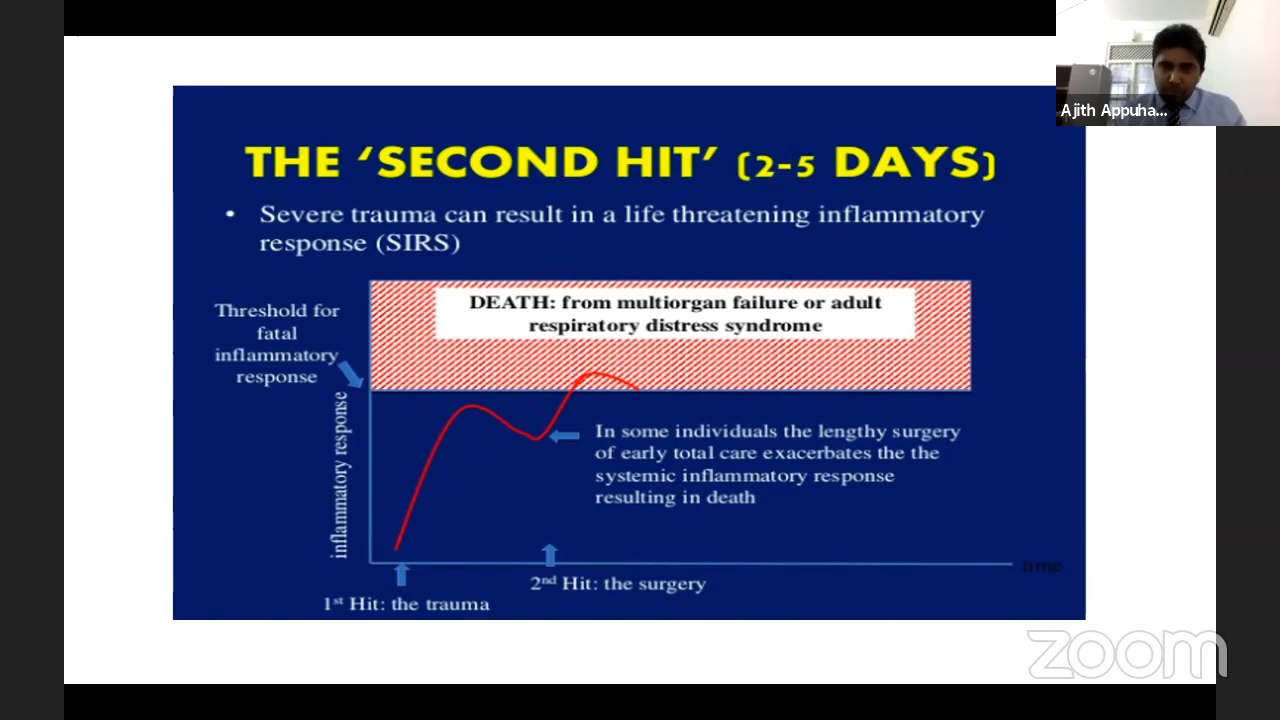 Ajith Appuha...
THE ‘SECOND HIT’ (2-5 DAYS)
• Severe trauma can result in a life threatening inflammatory
response (SIRS)
Threshold for
fatal
inflammatory
response
DEATH: from multiorgan failure or adult
respiratory distress syndrome
inflammatory response
In some individuals the lengthy surgery
of early total care exacerbates the the
systemic inflammatory response
resulting in death
time
2nd Hit: the surgery
1st Hit: the trauma
zoom